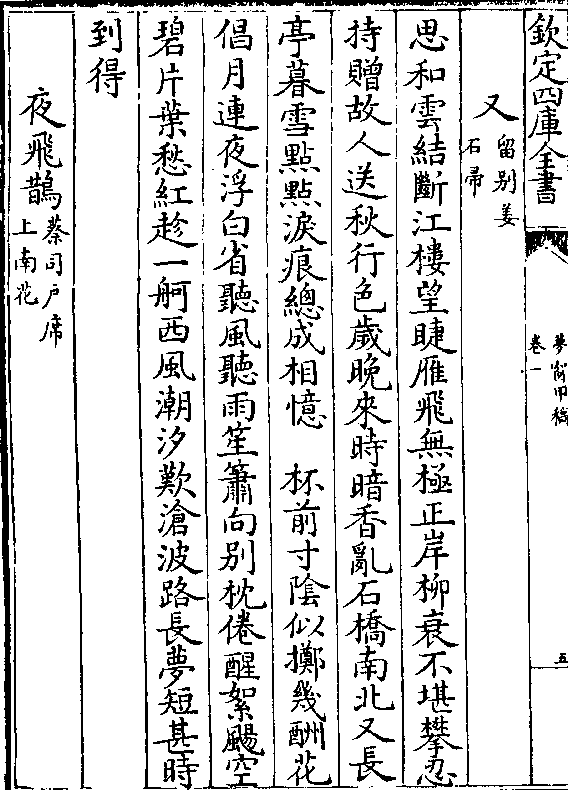 欽定四庫全書
夢窗甲稿
卷一
五
又留别姜
石帚
思和雲結斷江樓望睫雁飛無極正岸柳衰不堪攀忍
持贈故人送秋行色歲晚來時暗香亂石橋南北又長
亭暮雪點點淚痕總成相憶　杯前寸陰似擲幾酬花
倡月連夜浮白省聽風聽雨笙簫向别枕倦醒絮颺空
碧片葉愁紅趁一舸西風潮汐歎滄波路長夢短甚時
到得
夜飛鵲蔡司户席
上南花